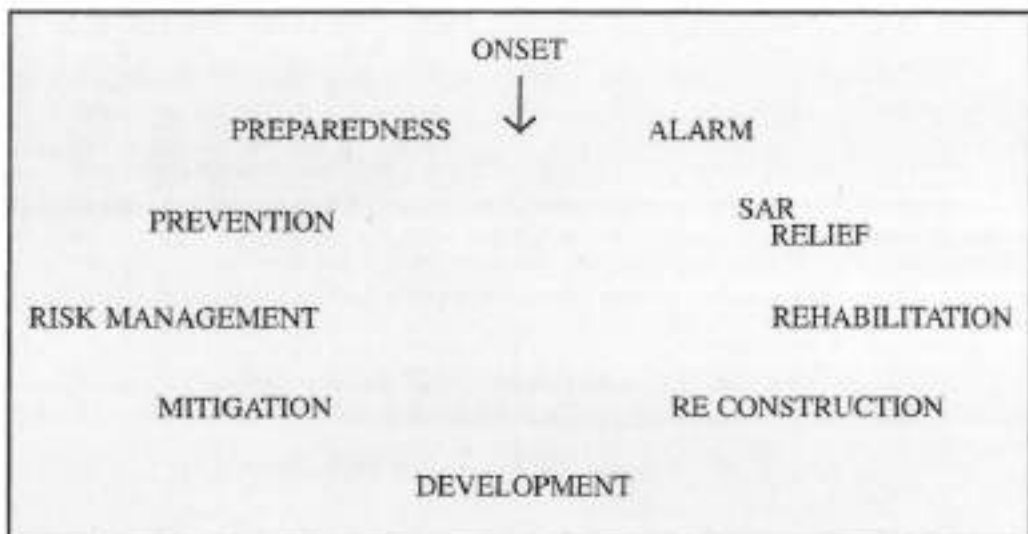 ONSET
PREPAREDNESS ALARM
PREVENTION SAR
RELIEF
RISK MANAGEMENT REHABILITATION
MITIGATION RE CONSTRUCTION
DEVELOPMENT